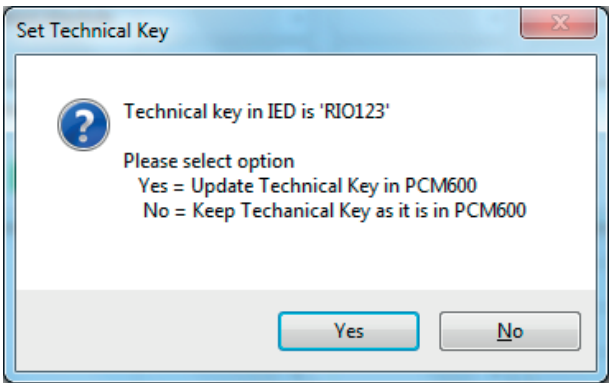 Set Technical Key
Technical key in IED is 'RIO123'
Please select option
Yes = Update Technical Key in PCM600
No = Keep Techanical Key as it is in PCM600
Yes
No